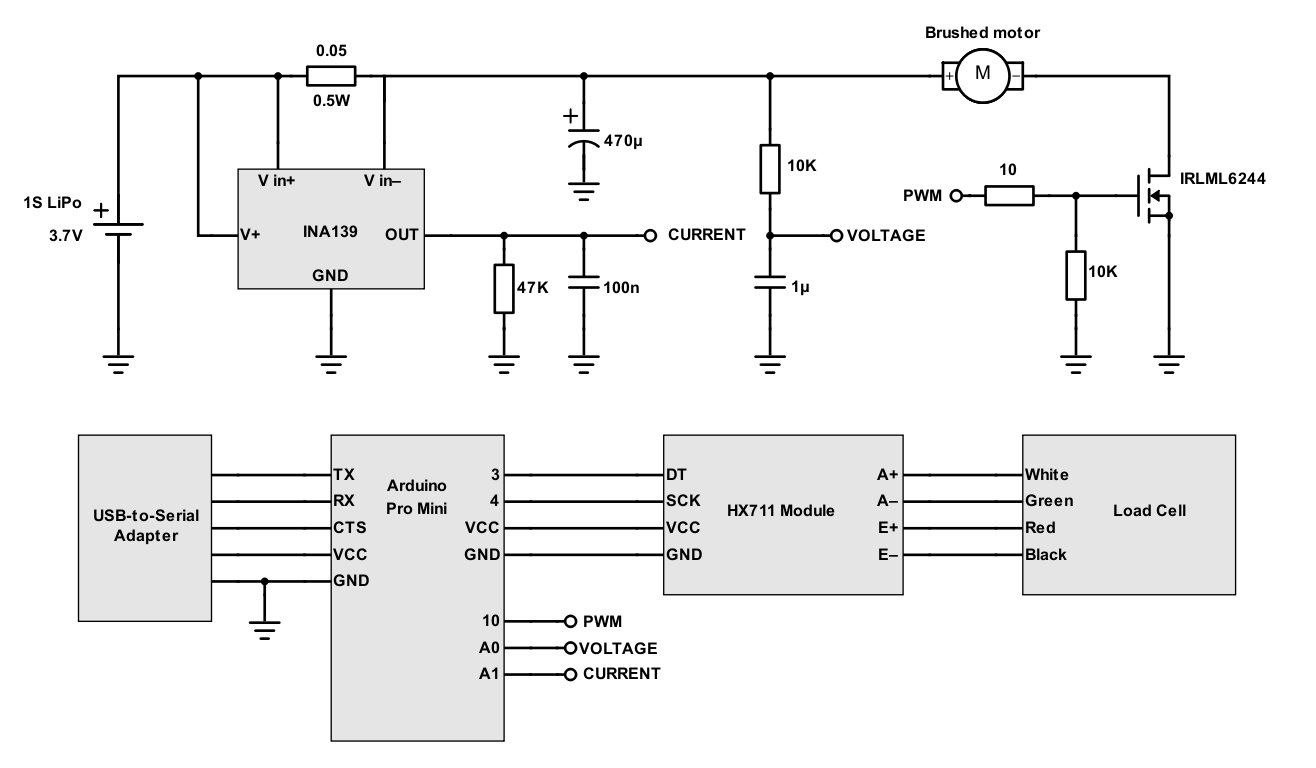 Brushed motor
0.05
+ M −
0.5W
+
470µ
10K
V in+ V in−
10
IRLML6244
PWM
1S LiPo
+
3.7V
V+
INA139
OUT
CURRENT
VOLTAGE
GND
47K
100n
1µ
10K
USB-to-Serial
Adapter
TX
RX
CTS
VCC
GND
Arduino
Pro Mini
3
4
VCC
GND
10
A0
A1
PWM
VOLTAGE
CURRENT
DT
SCK
VCC
GND
HX711 Module
A+
A−
E+
E−
White
Green
Red
Black
Load Cell